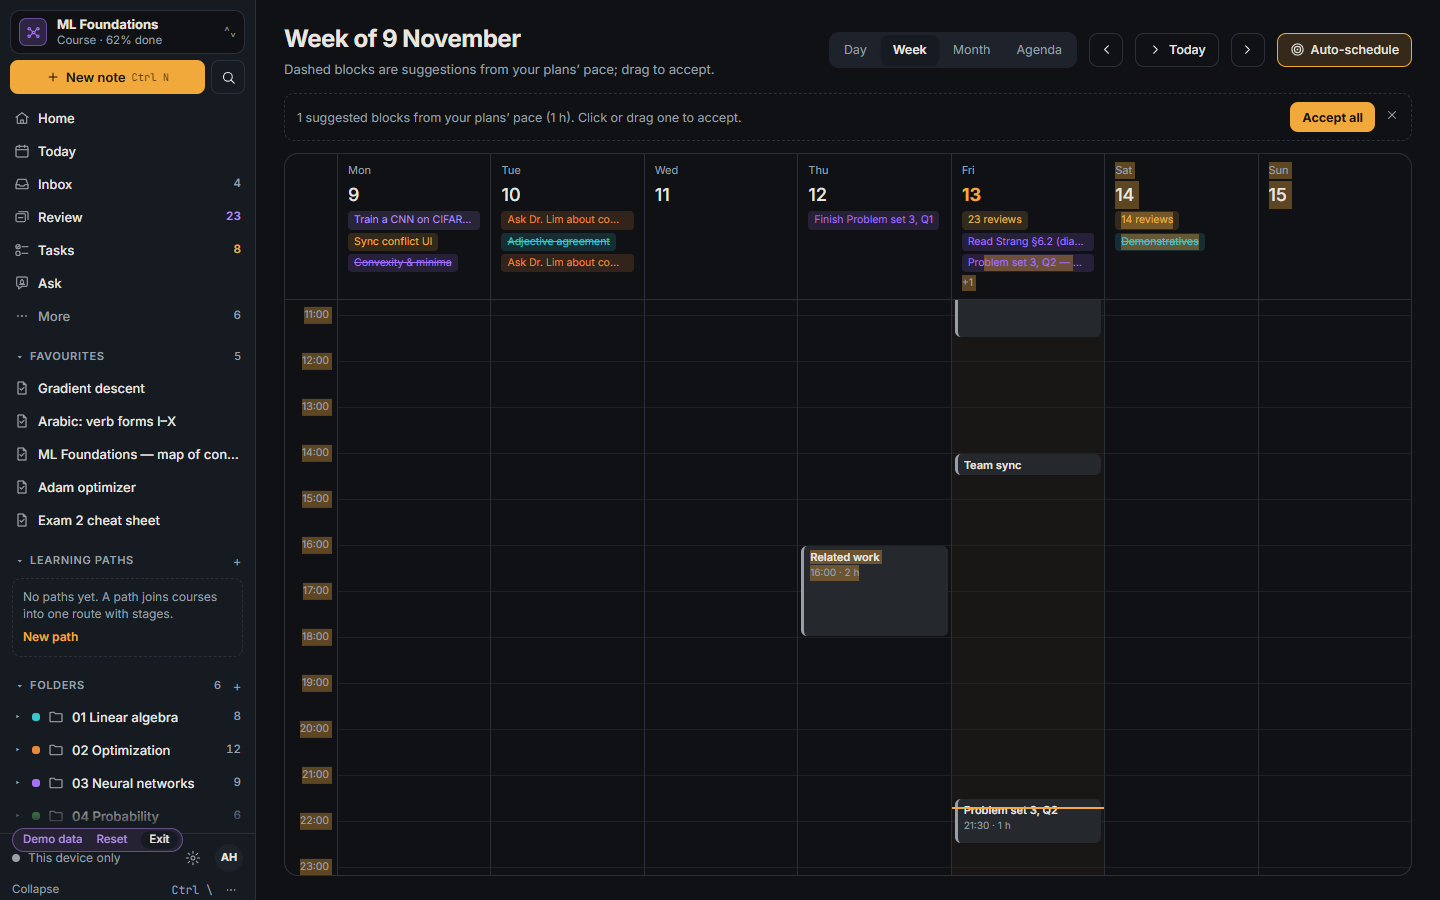 ML Foundations
Course · 62% done
New note Ctrl N
Home
Today
Inbox 4
Review 23
Tasks 8
Ask
More 6
FAVOURITES 5
Gradient descent
Arabic: verb forms I–X
ML Foundations — map of con...
Adam optimizer
Exam 2 cheat sheet
LEARNING PATHS +
No paths yet. A path joins courses
into one route with stages.
New path
FOLDERS 6 +
01 Linear algebra 8
02 Optimization 12
03 Neural networks 9
04 Probability 6
Demo data Reset Exit
This device only AH
Collapse Ctrl \ ...
Week of 9 November
Dashed blocks are suggestions from your plans’ pace; drag to accept.
Day Week Month Agenda
Today
Auto-schedule
1 suggested blocks from your plans’ pace (1 h). Click or drag one to accept.
Accept all
Mon
9
Train a CNN on CIFAR...
Sync conflict UI
Convexity & minima
Tue
10
Ask Dr. Lim about co...
Adjective agreement
Ask Dr. Lim about co...
Wed
11
Thu
12
Finish Problem set 3, Q1
Fri
13
23 reviews
Read Strang §6.2 (dia...
Problem set 3, Q2 — ...
+1
Sat
14
14 reviews
Demonstratives
Sun
15
11:00
12:00
13:00
14:00
15:00
16:00
17:00
18:00
19:00
20:00
21:00
22:00
23:00
Related work
16:00 · 2 h
Team sync
Problem set 3, Q2
21:30 · 1 h